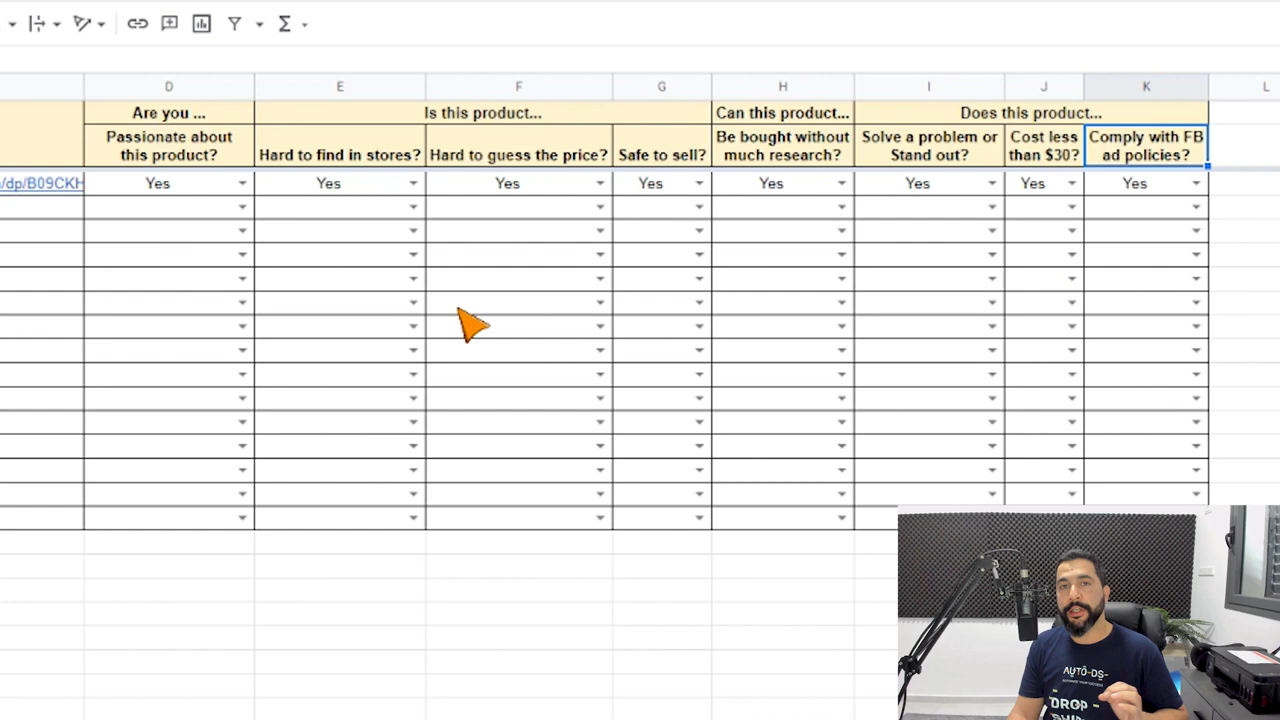 D E F G H I J K L
Are you ... Is this product... Can this product... Does this product...
Passionate about
this product?
Hard to find in stores?
Hard to guess the price?
Safe to sell?
Be bought without
much research?
Solve a problem or
Stand out?
Cost less
than $30?
Comply with FB
ad policies?
/dp/B09CKH Yes Yes Yes Yes Yes Yes Yes Yes
AUTO-DS
DROP